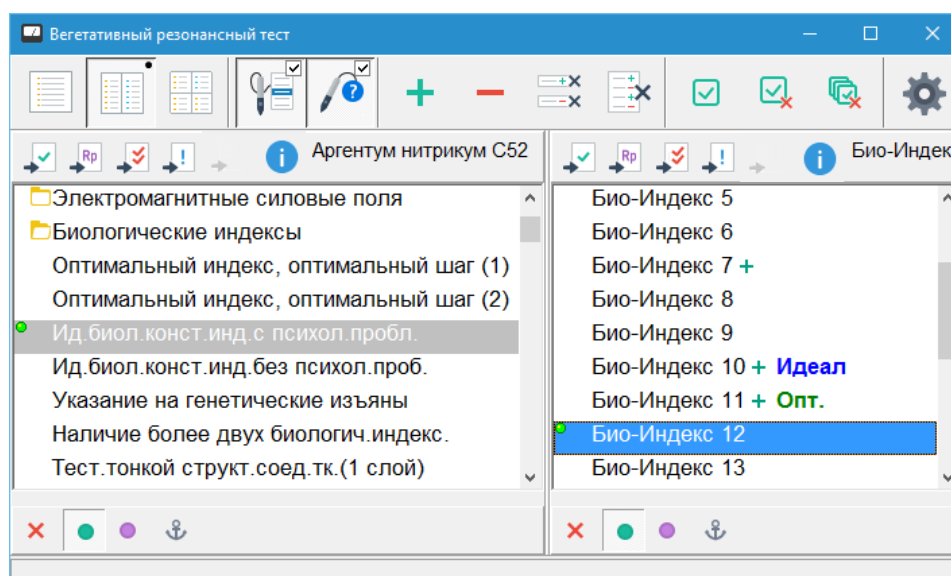 Вегетативный резонансный тест
Rp
Аргентум нитрикум С52
Rp
Био-Индек
Электромагнитные силовые поля
Биологические индексы
Оптимальный индекс, оптимальный шаг (1)
Оптимальный индекс, оптимальный шаг (2)
Ид.биол.конст.инд.с психол.пробл.
Ид.биол.конст.инд.без психол.проб.
Указание на генетические изъяны
Наличие более двух биологич.индекс.
Тест.тонкой структ.соед.тк.(1 слой)
Био-Индекс 5
Био-Индекс 6
Био-Индекс 7 +
Био-Индекс 8
Био-Индекс 9
Био-Индекс 10 + Идеал
Био-Индекс 11 + Опт.
Био-Индекс 12
Био-Индекс 13